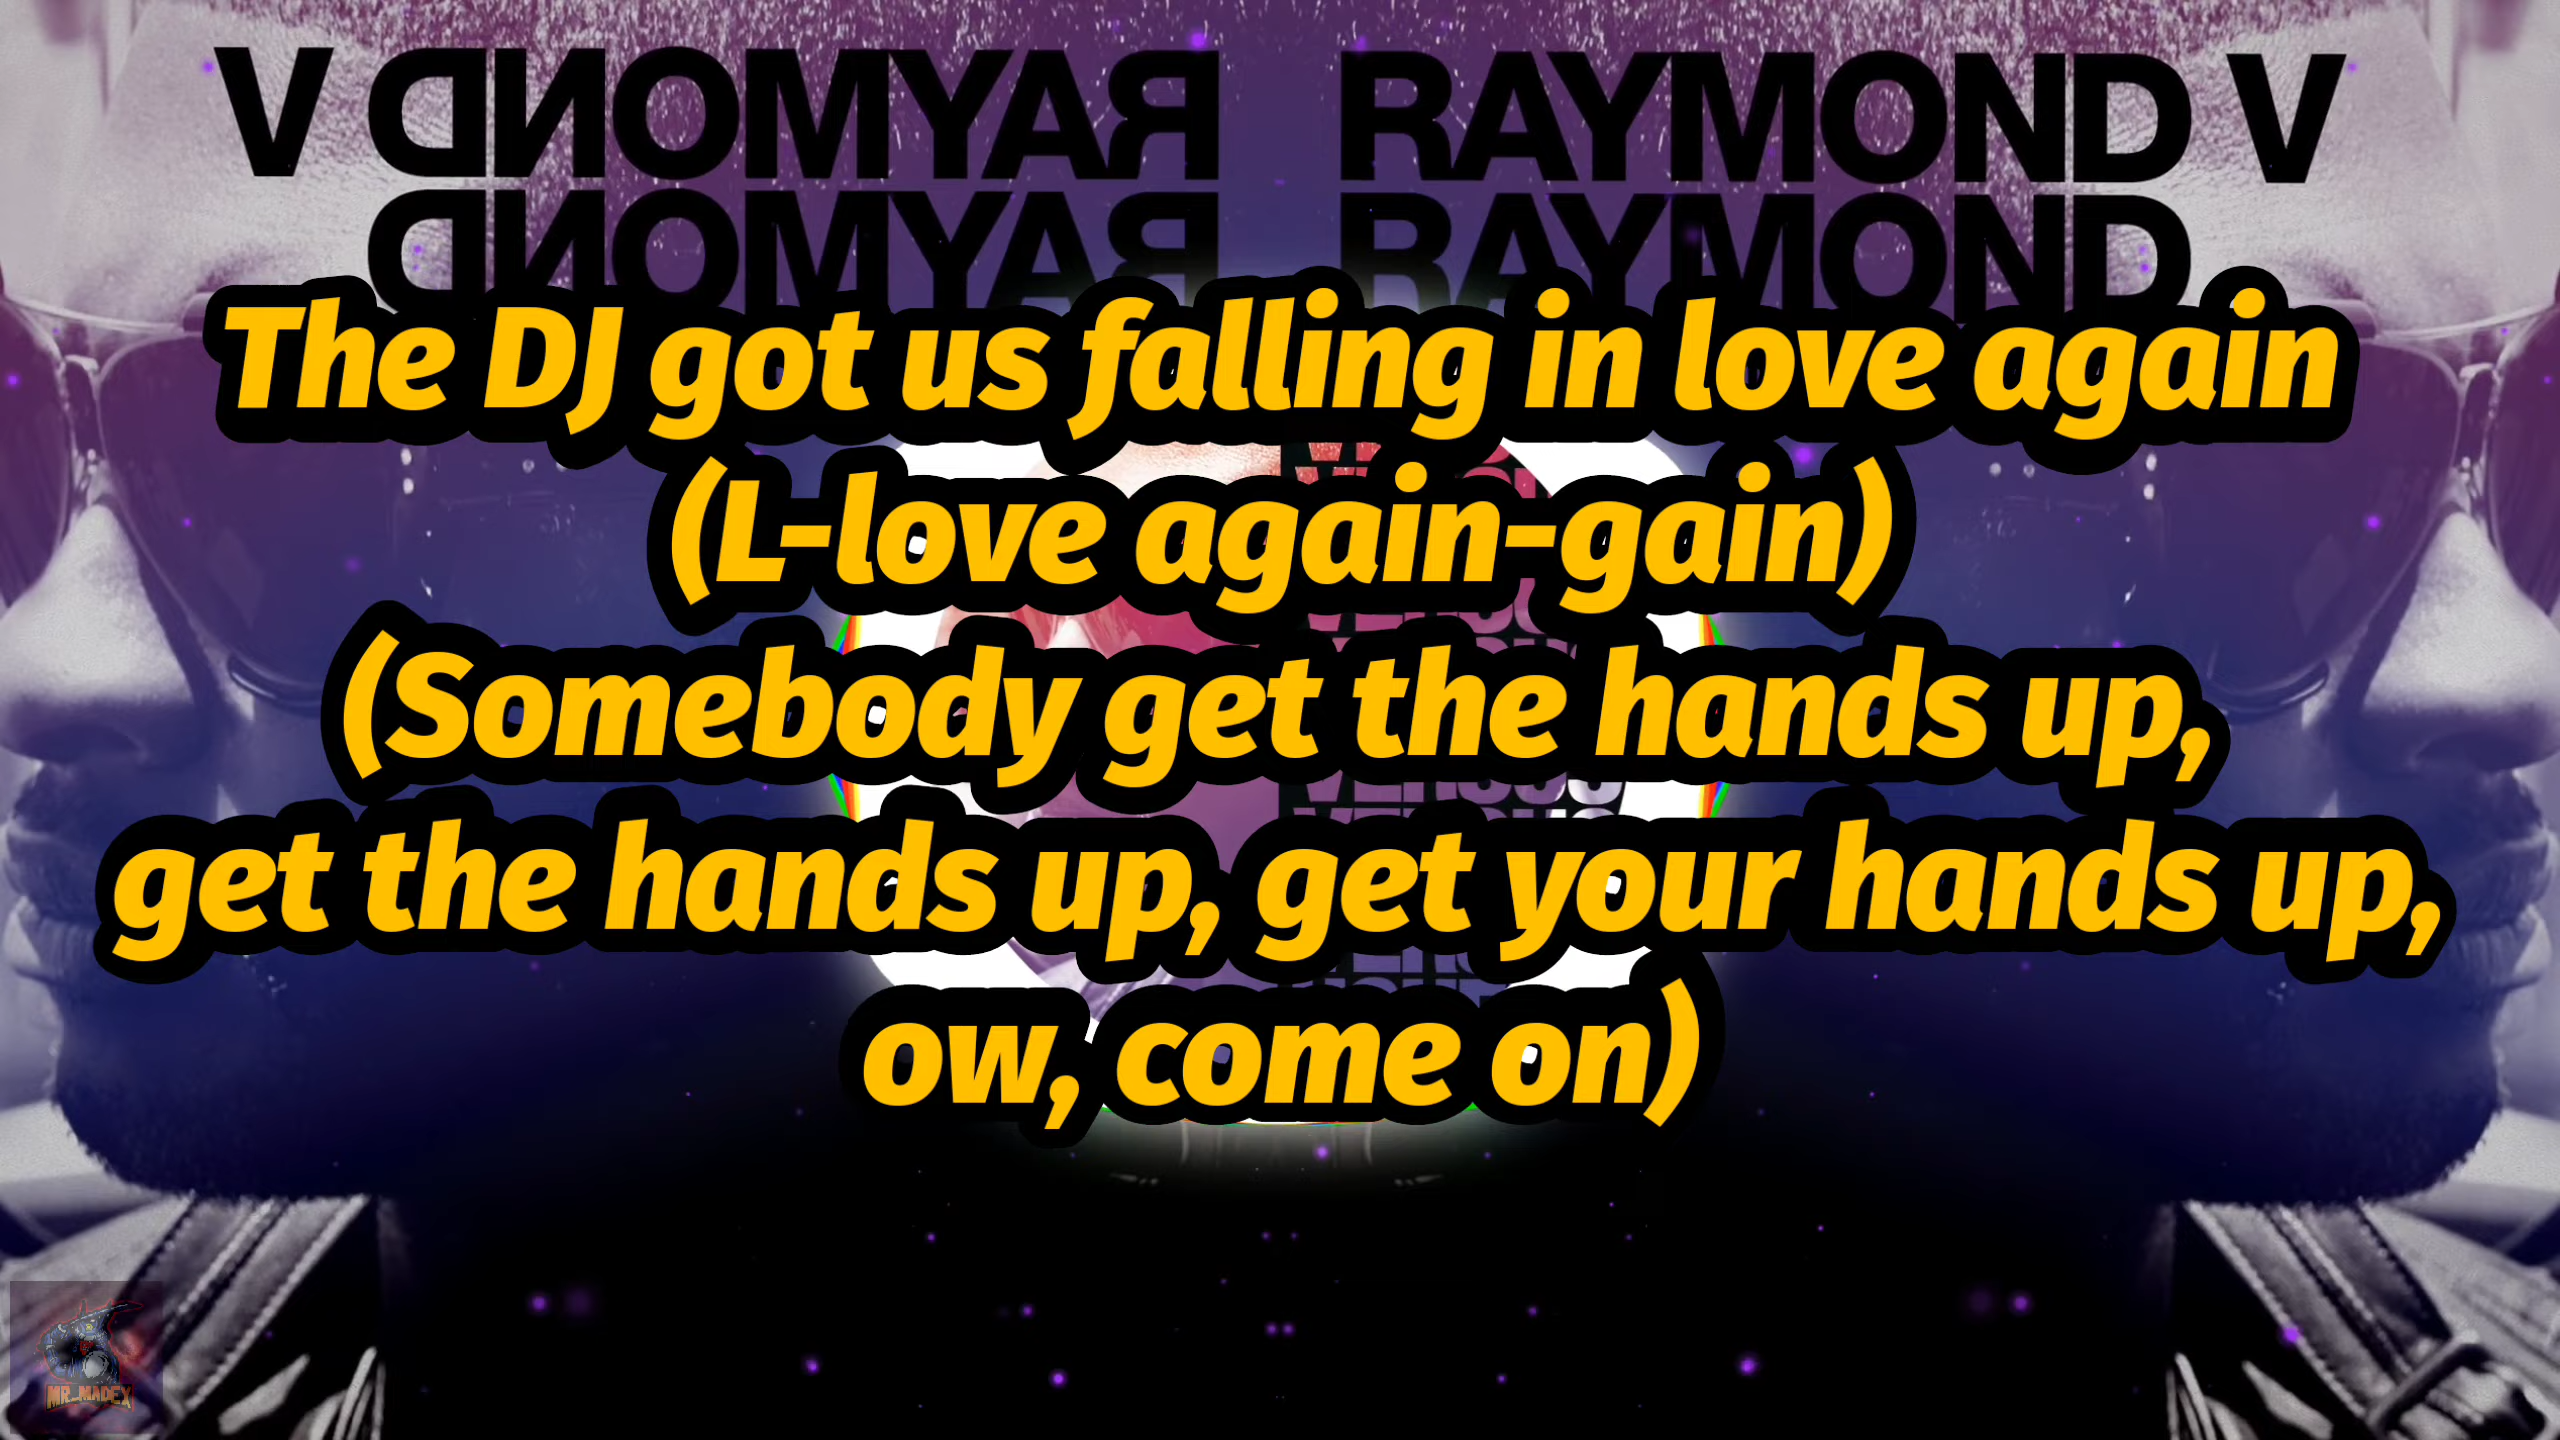 V DNOMYAR RAYMOND V
DNOMYAR RAYMOND
The DJ got us falling in love again
(L-love again-gain)
(Somebody get the hands up,
get the hands up, get your hands up,
ow, come on)
MR_MADEX